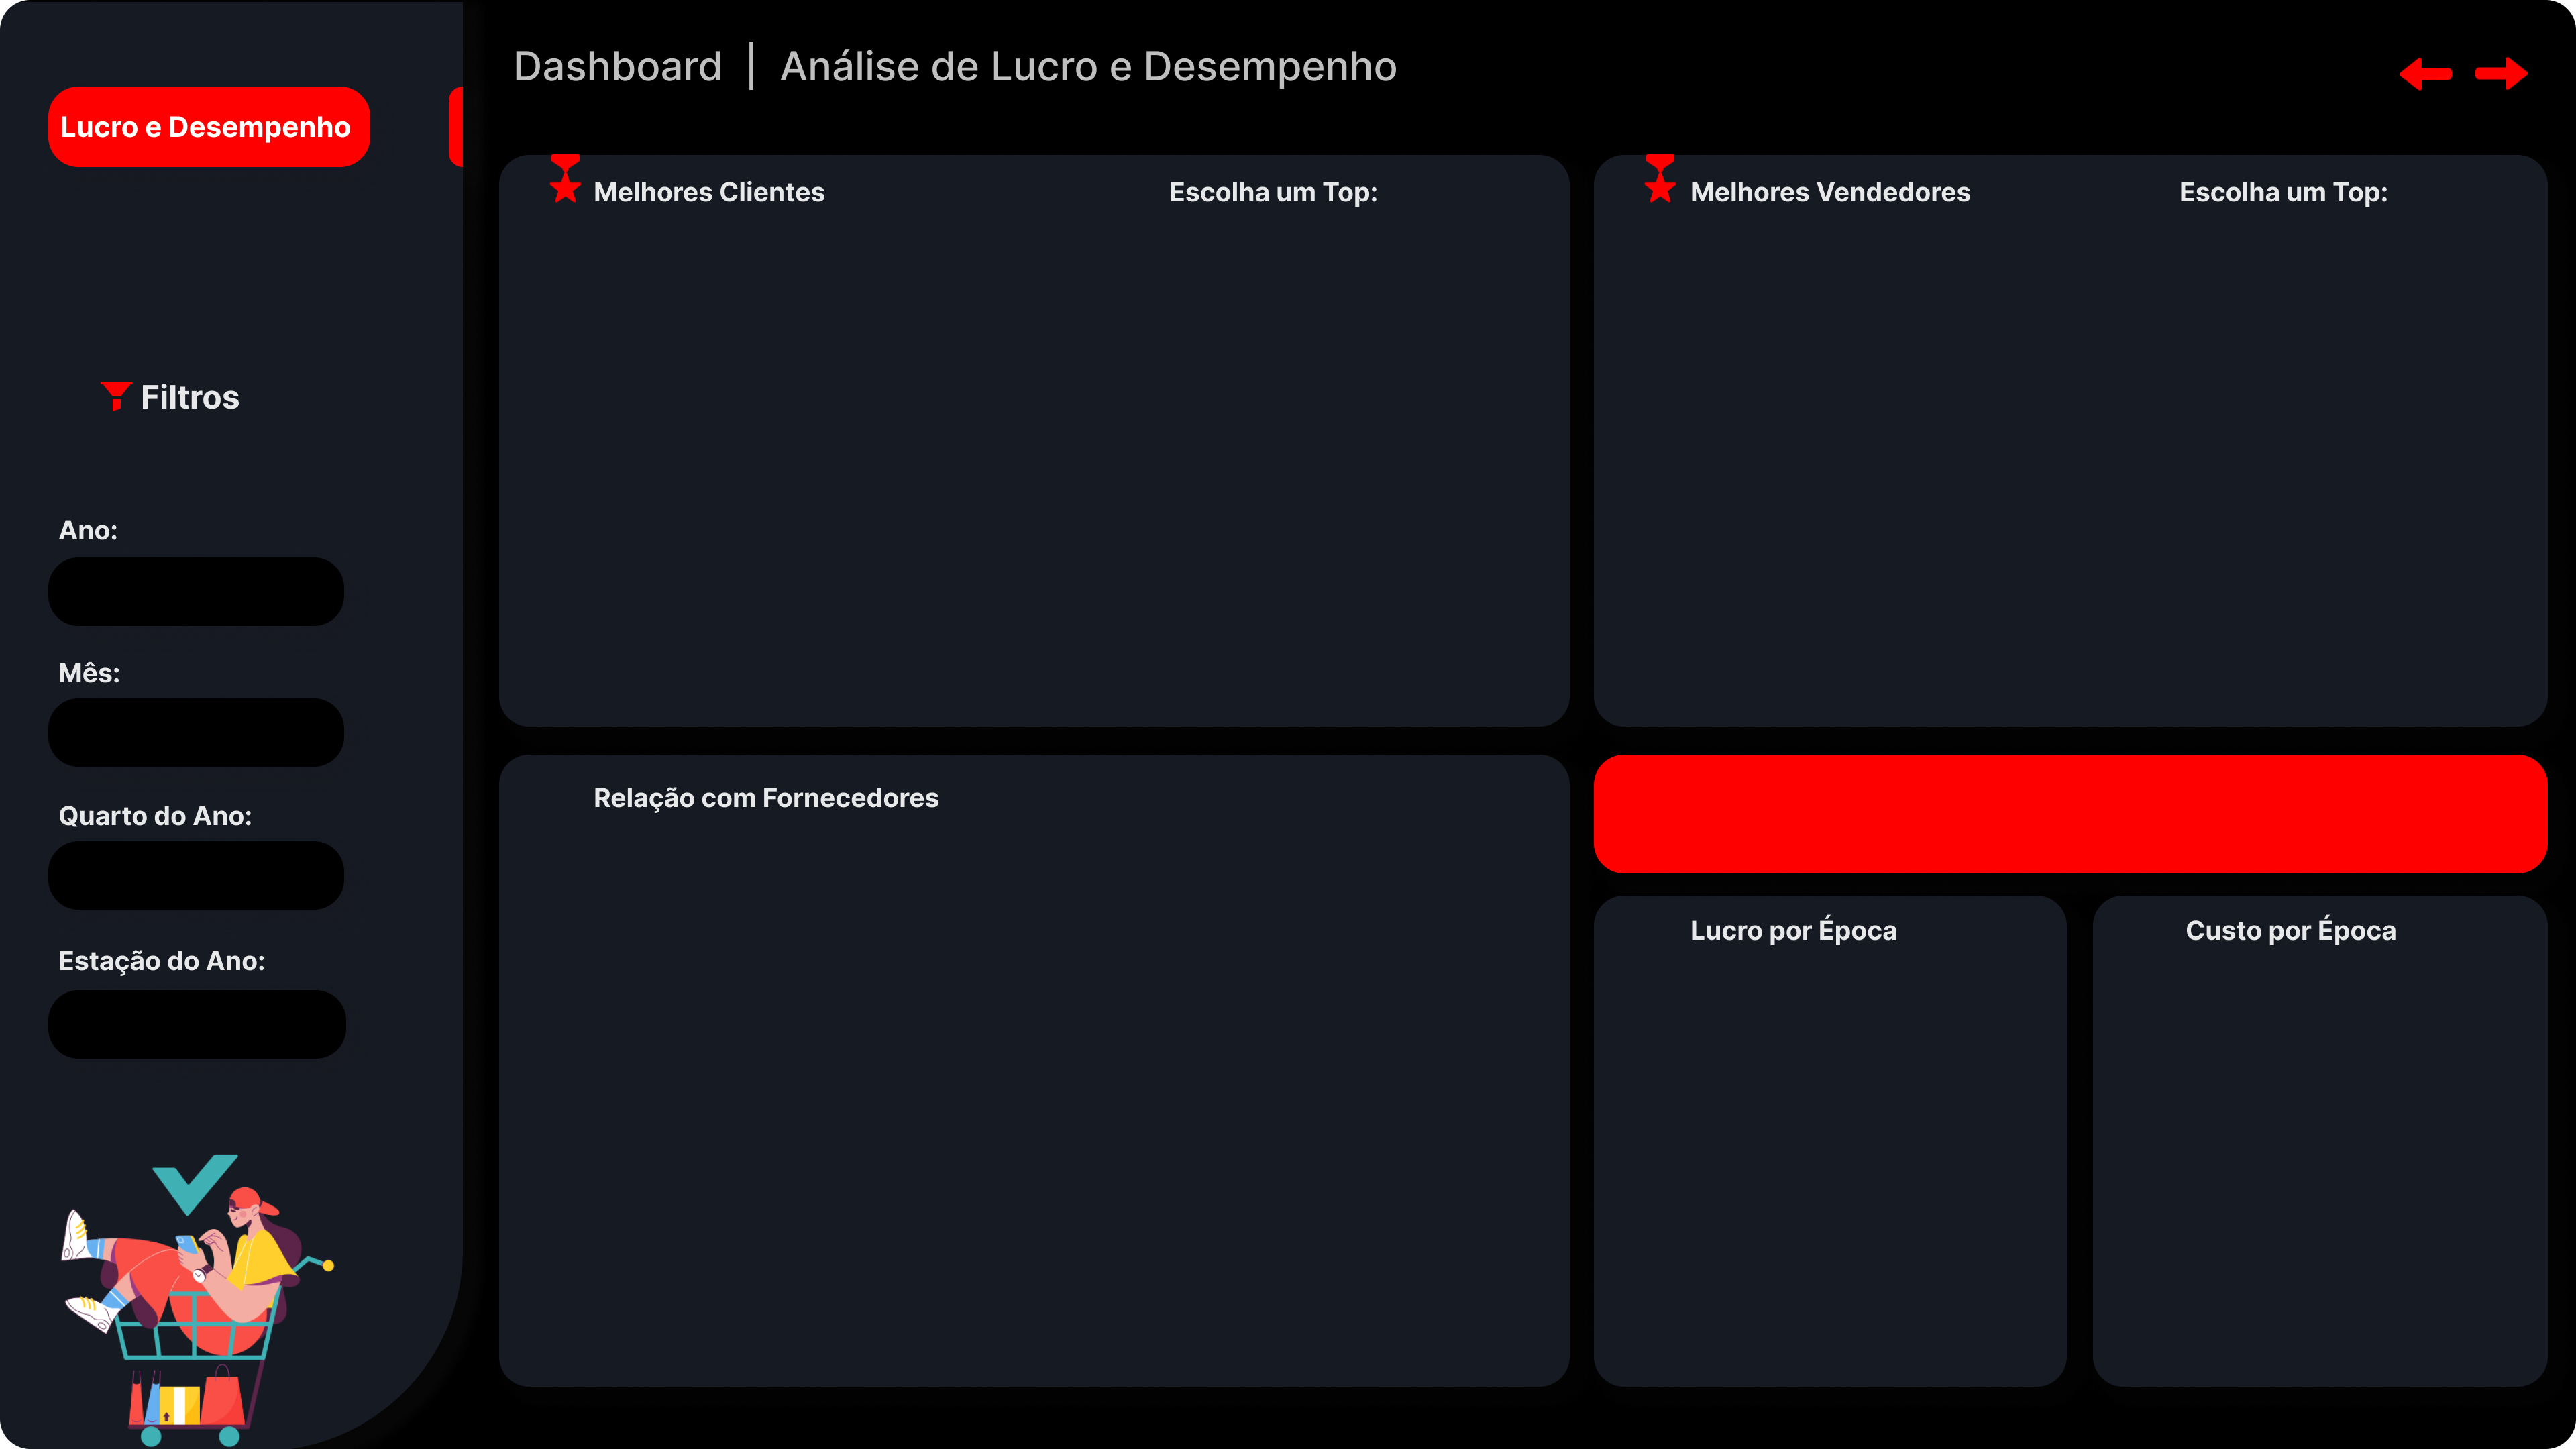 Dashboard | Análise de Lucro e Desempenho
Lucro e Desempenho
Filtros
Ano:
Mês:
Quarto do Ano:
Estação do Ano:
Melhores Clientes
Escolha um Top:
Melhores Vendedores
Escolha um Top:
Relação com Fornecedores
Lucro por Época
Custo por Época